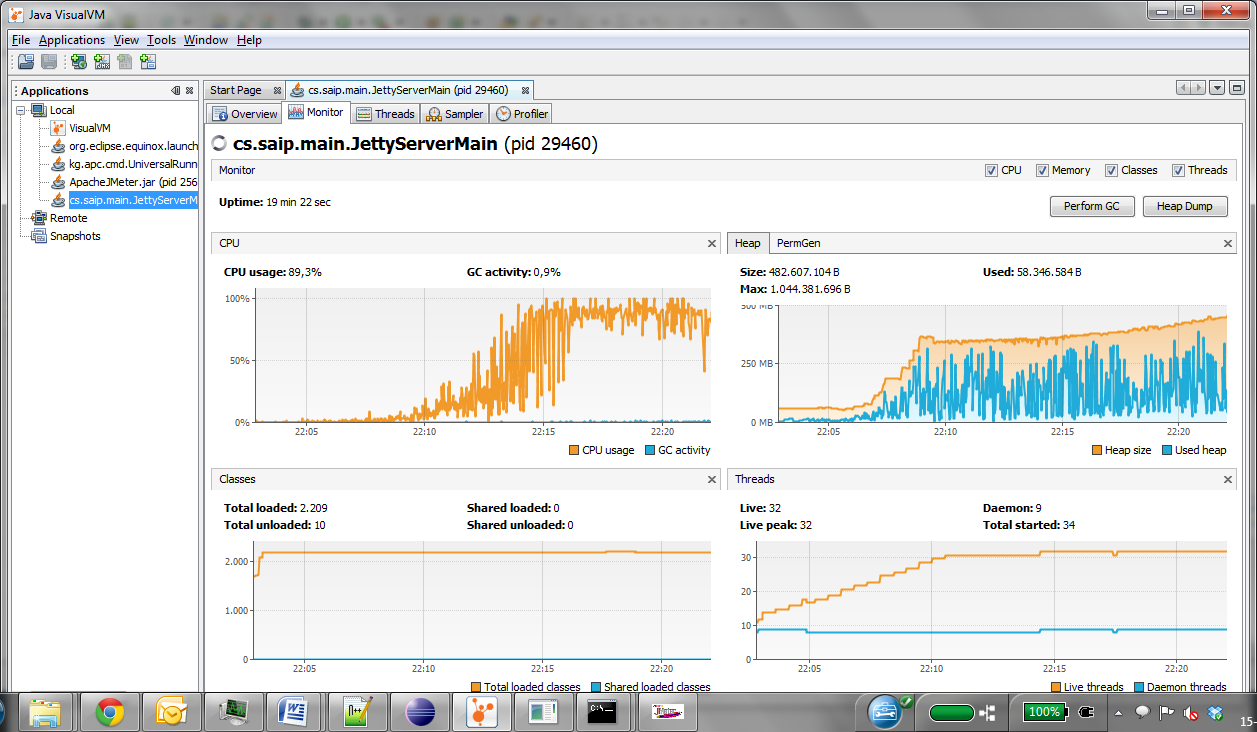 Java VisualVM
File Applications View Tools Window Help
Applications
Local
VisualVM
org.eclipse.equinox.launch
kg.apc.cmd.UniversalRunn
ApacheJMeter.jar (pid 256
cs.saip.main.JettyServerM
Remote
Snapshots
Start Page cs.saip.main.JettyServerMain (pid 29460)
Overview Monitor Threads Sampler Profiler
cs.saip.main.JettyServerMain (pid 29460)
Monitor CPU Memory Classes Threads
Uptime: 19 min 22 sec
Perform GC Heap Dump
CPU
CPU usage: 89,3% GC activity: 0,9%
100%
50%
0%
22:05 22:10 22:15 22:20
CPU usage GC activity
Heap PermGen
Size: 482.607.104 B Used: 58.346.584 B
Max: 1.044.381.696 B
500 MB
250 MB
0 MB
22:05 22:10 22:15 22:20
Heap size Used heap
Classes
Total loaded: 2.209 Shared loaded: 0
Total unloaded: 10 Shared unloaded: 0
2.000
1.000
0
22:05 22:10 22:15 22:20
Total loaded classes Shared loaded classes
Threads
Live: 32 Daemon: 9
Live peak: 32 Total started: 34
30
20
10
0
22:05 22:10 22:15 22:20
Live threads Daemon threads
C:\-
100%
15-